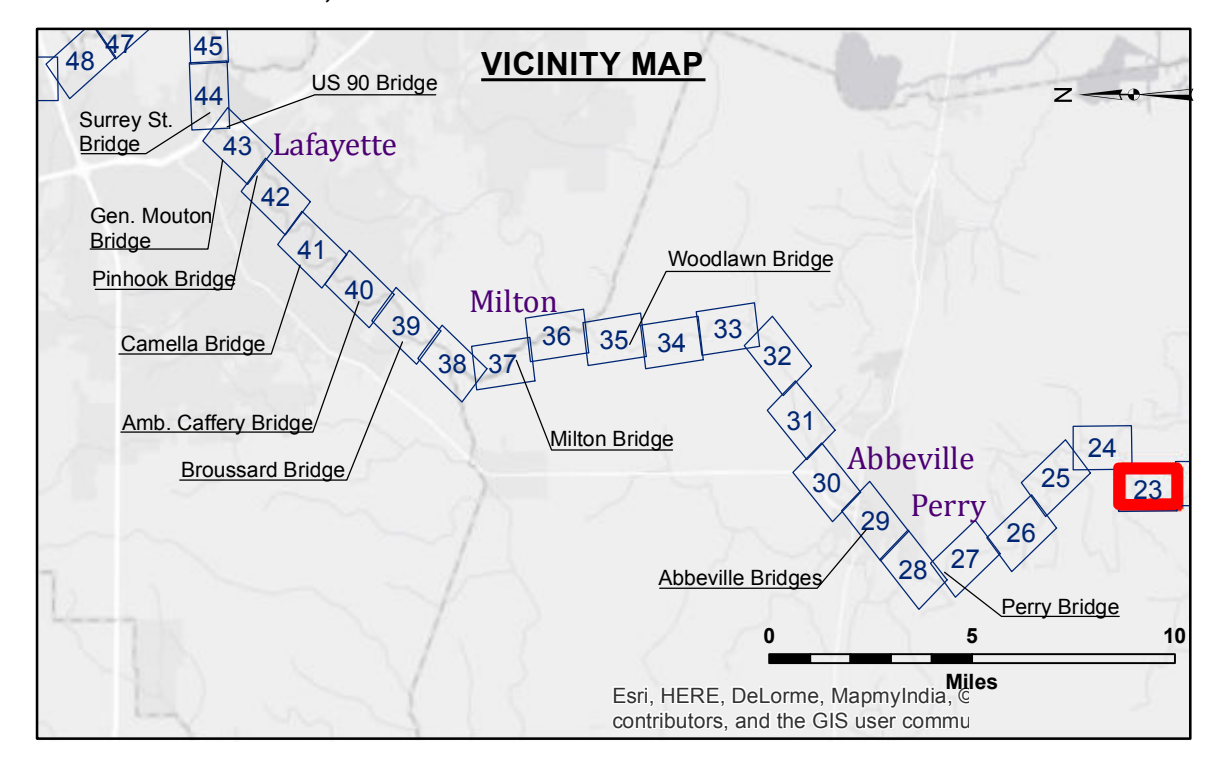 VICINITY MAP
48
47
45
44
US 90 Bridge
N
Surrey St.
Bridge
43
Lafayette
42
Gen. Mouton
Bridge
41
Woodlawn Bridge
Pinhook Bridge
40
Milton
39
36
35
34
33
Camella Bridge
38
37
32
31
Amb. Caffery Bridge
Milton Bridge
24
Abbeville
Broussard Bridge
30
25
23
Perry
29
26
28
27
Abbeville Bridges
Perry Bridge
0
5
10
Miles
Esri, HERE, DeLorme, MapmyIndia, ©
contributors, and the GIS user commu